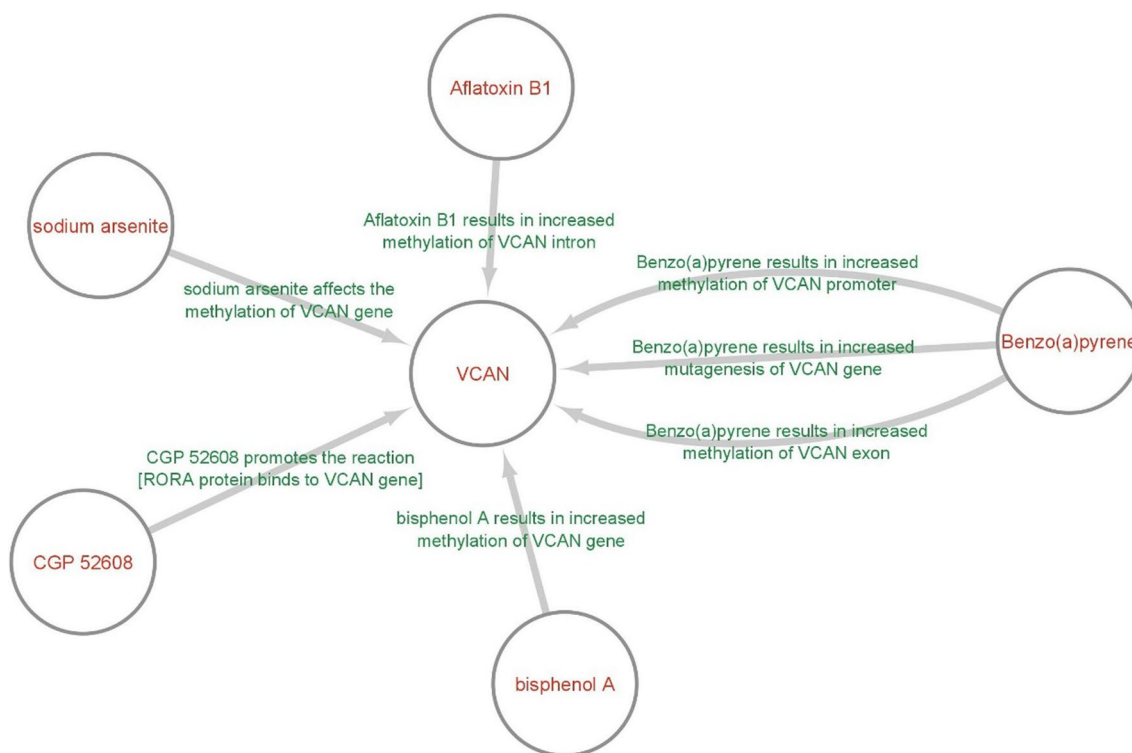 Aflatoxin B1
sodium arsenite
Aflatoxin B1 results in increased
methylation of VCAN intron
sodium arsenite affects the
methylation of VCAN gene
Benzo(a)pyrene results in increased
methylation of VCAN promoter
Benzo(a)pyrene
VCAN
Benzo(a)pyrene results in increased
mutagenesis of VCAN gene
Benzo(a)pyrene results in increased
methylation of VCAN exon
CGP 52608 promotes the reaction
[RORA protein binds to VCAN gene]
bisphenol A results in increased
methylation of VCAN gene
CGP 52608
bisphenol A